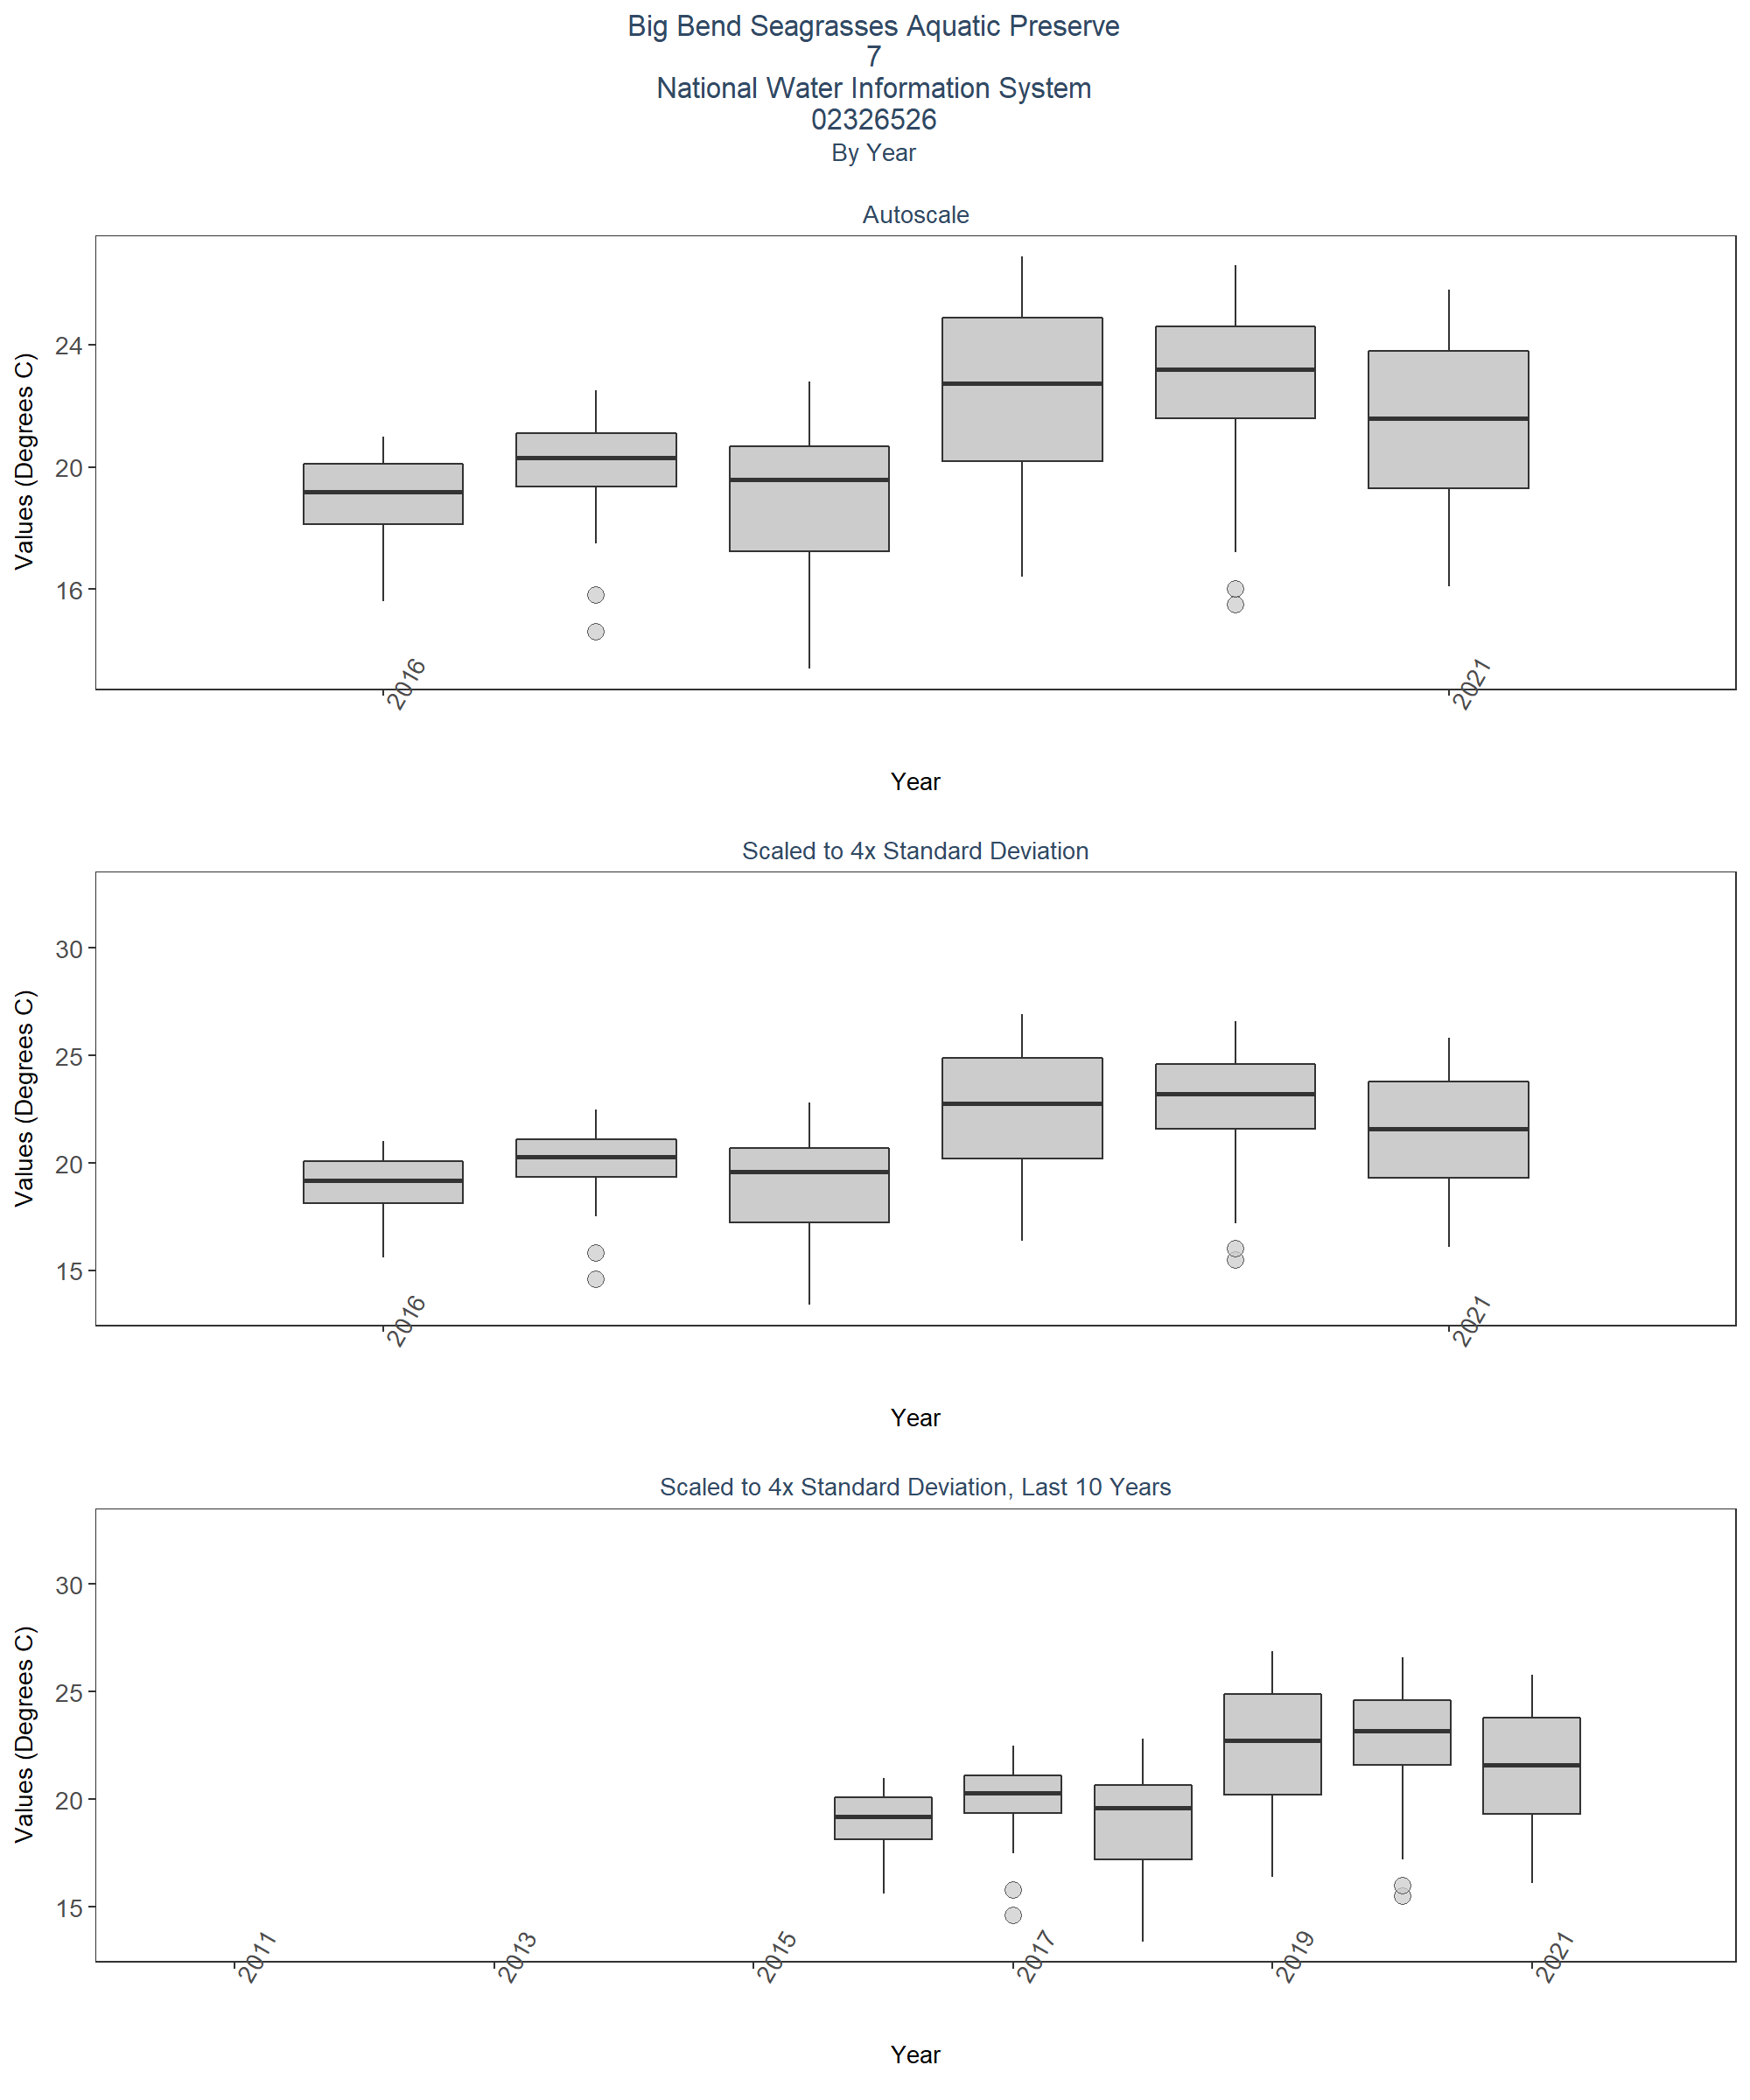 Big Bend Seagrasses Aquatic Preserve
7
National Water Information System
02326526
By Year
Autoscale
Values (Degrees C)
24
20
16
2016
2021
Year
Scaled to 4x Standard Deviation
Values (Degrees C)
30
25
20
15
2016
2021
Year
Scaled to 4x Standard Deviation, Last 10 Years
Values (Degrees C)
30
25
20
15
2011
2013
2015
2017
2019
2021
Year